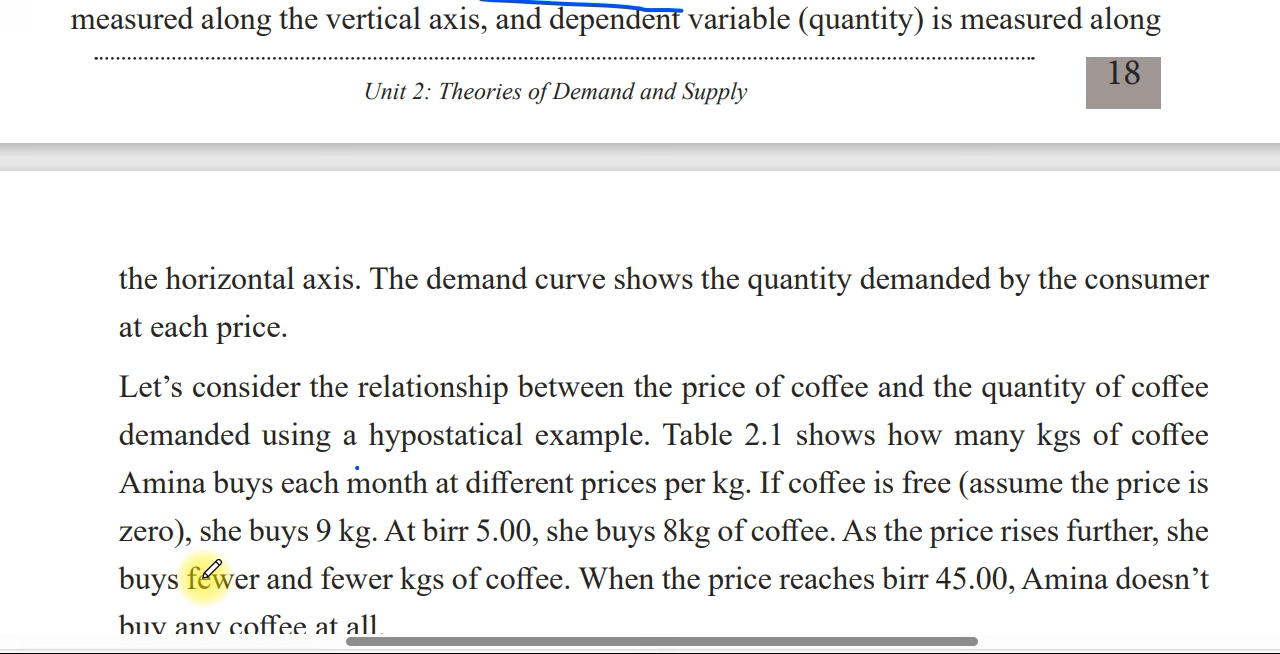 measured along the vertical axis, and dependent variable (quantity) is measured along
Unit 2: Theories of Demand and Supply
18
the horizontal axis. The demand curve shows the quantity demanded by the consumer
at each price.
Let’s consider the relationship between the price of coffee and the quantity of coffee
demanded using a hypostatical example. Table 2.1 shows how many kgs of coffee
Amina buys each month at different prices per kg. If coffee is free (assume the price is
zero), she buys 9 kg. At birr 5.00, she buys 8kg of coffee. As the price rises further, she
buys fewer and fewer kgs of coffee. When the price reaches birr 45.00, Amina doesn’t
buy any coffee at all.